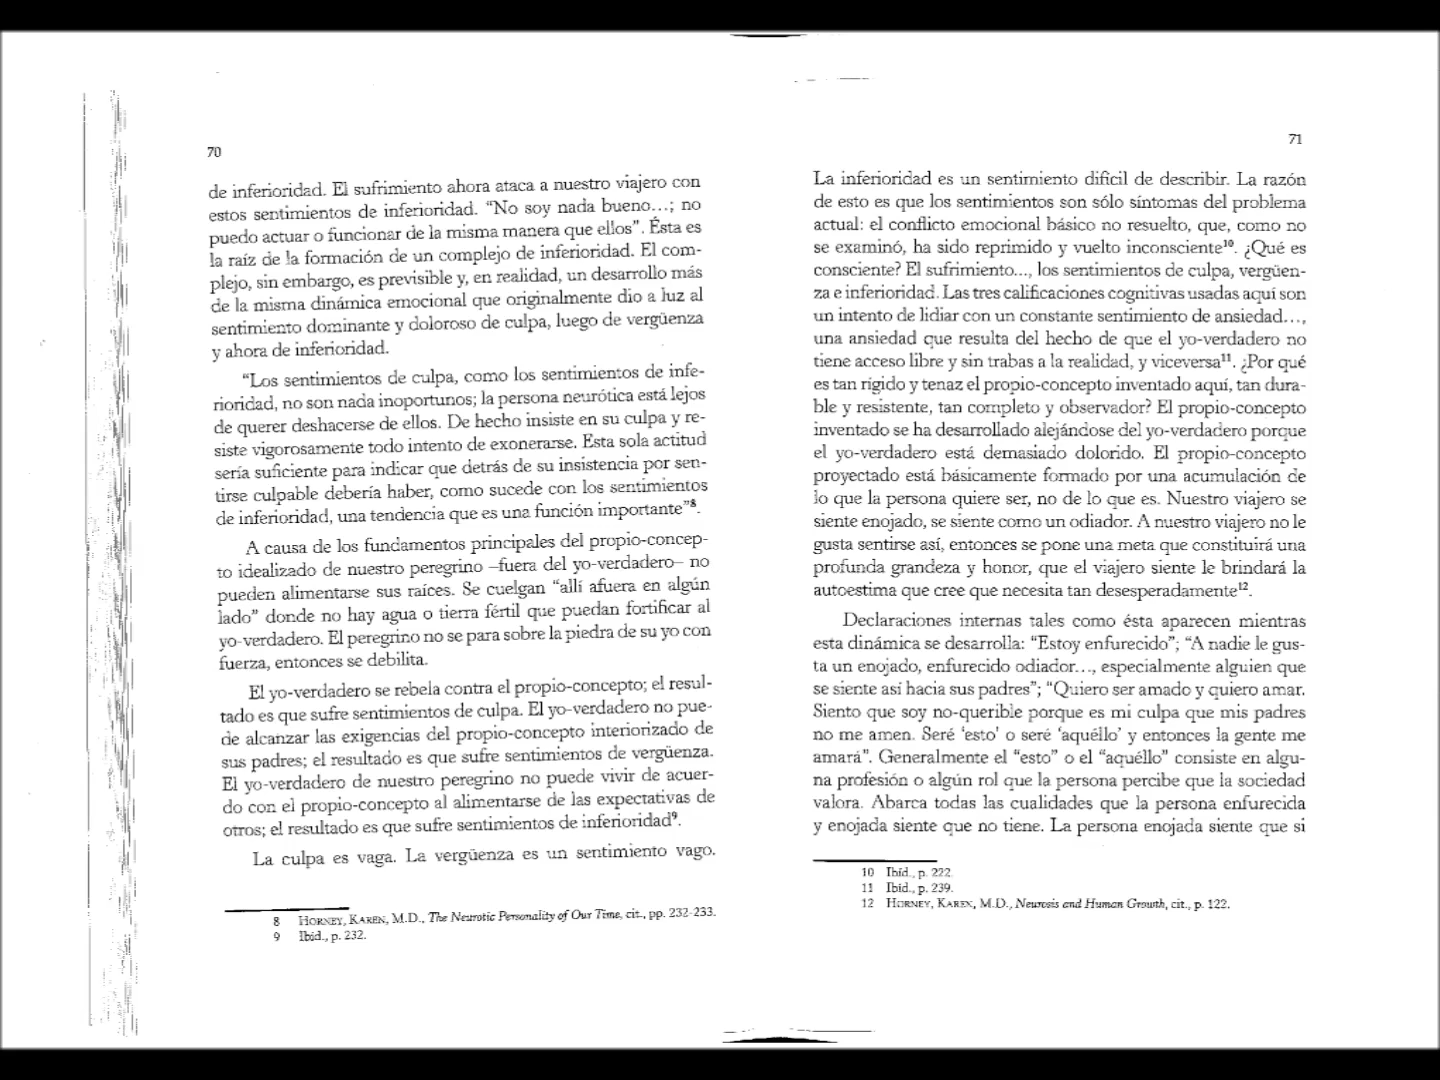 70
de inferioridad. El sufrimiento ahora ataca a nuestro viajero con
estos sentimientos de inferioridad. “No soy nada bueno...; no
puedo actuar o funcionar de la misma manera que ellos”. Ésta es
la raíz de la formación de un complejo de inferioridad. El com-
plejo, sin embargo, es previsible y, en realidad, un desarrollo más
de la misma dinámica emocional que originalmente dio a luz al
sentimiento dominante y doloroso de culpa, luego de vergüenza
y ahora de inferioridad.
“Los sentimientos de culpa, como los sentimientos de infe-
rioridad, no son nada inoportunos; la persona neurótica está lejos
de querer deshacerse de ellos. De hecho insiste en su culpa y re-
siste vigorosamente todo intento de exonerarse. Esta sola actitud
sería suficiente para indicar que detrás de su insistencia por sen-
tirse culpable debería haber, como sucede con los sentimientos
de inferioridad, una tendencia que es una función importante”⁸.
A causa de los fundamentos principales del propio-concep-
to idealizado de nuestro peregrino –fuera del yo-verdadero– no
pueden alimentarse sus raíces. Se cuelgan “allí afuera en algún
lado” donde no hay agua o tierra fértil que puedan fortificar al
yo-verdadero. El peregrino no se para sobre la piedra de su yo con
fuerza, entonces se debilita.
El yo-verdadero se rebela contra el propio-concepto; el resul-
tado es que sufre sentimientos de culpa. El yo-verdadero no pue-
de alcanzar las exigencias del propio-concepto interiorizado de
sus padres; el resultado es que sufre sentimientos de vergüenza.
El yo-verdadero de nuestro peregrino no puede vivir de acuer-
do con el propio-concepto al alimentarse de las expectativas de
otros; el resultado es que sufre sentimientos de inferioridad⁹.
La culpa es vaga. La vergüenza es un sentimiento vago.
8 HORNEY, KAREN, M.D., The Neurotic Personality of Our Time, cit., pp. 232-233.
9 Ibíd., p. 232.
71
La inferioridad es un sentimiento difícil de describir. La razón
de esto es que los sentimientos son sólo síntomas del problema
actual: el conflicto emocional básico no resuelto, que, como no
se examinó, ha sido reprimido y vuelto inconsciente¹⁰. ¿Qué es
consciente? El sufrimiento..., los sentimientos de culpa, vergüen-
za e inferioridad. Las tres calificaciones cognitivas usadas aquí son
un intento de lidiar con un constante sentimiento de ansiedad...,
una ansiedad que resulta del hecho de que el yo-verdadero no
tiene acceso libre y sin trabas a la realidad, y viceversa¹¹. ¿Por qué
es tan rígido y tenaz el propio-concepto inventado aquí, tan dura-
ble y resistente, tan completo y observador? El propio-concepto
inventado se ha desarrollado alejándose del yo-verdadero porque
el yo-verdadero está demasiado dolorido. El propio-concepto
proyectado está básicamente formado por una acumulación de
lo que la persona quiere ser, no de lo que es. Nuestro viajero se
siente enojado, se siente como un odiador. A nuestro viajero no le
gusta sentirse así, entonces se pone una meta que constituirá una
profunda grandeza y honor, que el viajero siente le brindará la
autoestima que cree que necesita tan desesperadamente¹².
Declaraciones internas tales como ésta aparecen mientras
esta dinámica se desarrolla: “Estoy enfurecido”; “A nadie le gus-
ta un enojado, enfurecido odiador..., especialmente alguien que
se siente así hacia sus padres”; “Quiero ser amado y quiero amar.
Siento que soy no-querible porque es mi culpa que mis padres
no me amen. Seré ‘esto’ o seré ‘aquéllo’ y entonces la gente me
amará”. Generalmente el “esto” o el “aquéllo” consiste en algu-
na profesión o algún rol que la persona percibe que la sociedad
valora. Abarca todas las cualidades que la persona enfurecida
y enojada siente que no tiene. La persona enojada siente que si
10 Ibíd., p. 222.
11 Ibid., p. 239.
12 HORNEY, KAREN, M.D., Neurosis and Human Growth, cit., p. 122.